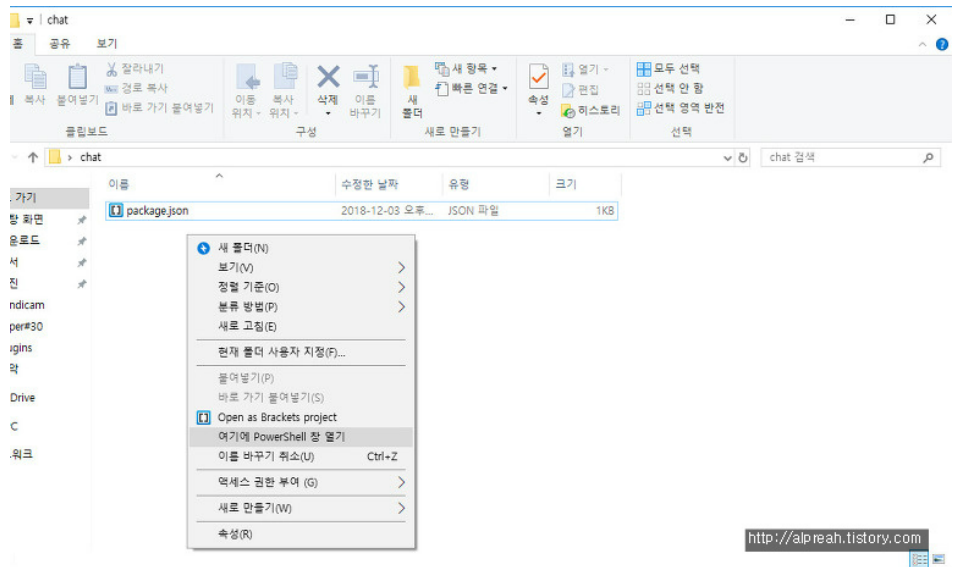 chat
홈 공유 보기
복사 붙여넣기
잘라내기
경로 복사
바로 가기 붙여넣기
이동 위치 복사 위치
삭제 이름 바꾸기
새 폴더
새 항목
빠른 연결
속성
열기
편집
히스토리
모두 선택
선택 안 함
선택 영역 반전
클립보드 구성 새로 만들기 열기 선택
chat
chat 검색
이름 수정한 날짜 유형 크기
package.json 2018-12-03 오후... JSON 파일 1KB
가기
화면
로드
ndicam
per#30
ugins
Drive
C
워크
새 폴더(N)
보기(V)
정렬 기준(O)
분류 방법(P)
새로 고침(E)
현재 폴더 사용자 지정(F)...
붙여넣기(P)
바로 가기 붙여넣기(S)
Open as Brackets project
여기에 PowerShell 창 열기
이름 바꾸기 취소(U) Ctrl+Z
액세스 권한 부여 (G)
새로 만들기(W)
속성(R)
http://alpreah.tistory.com